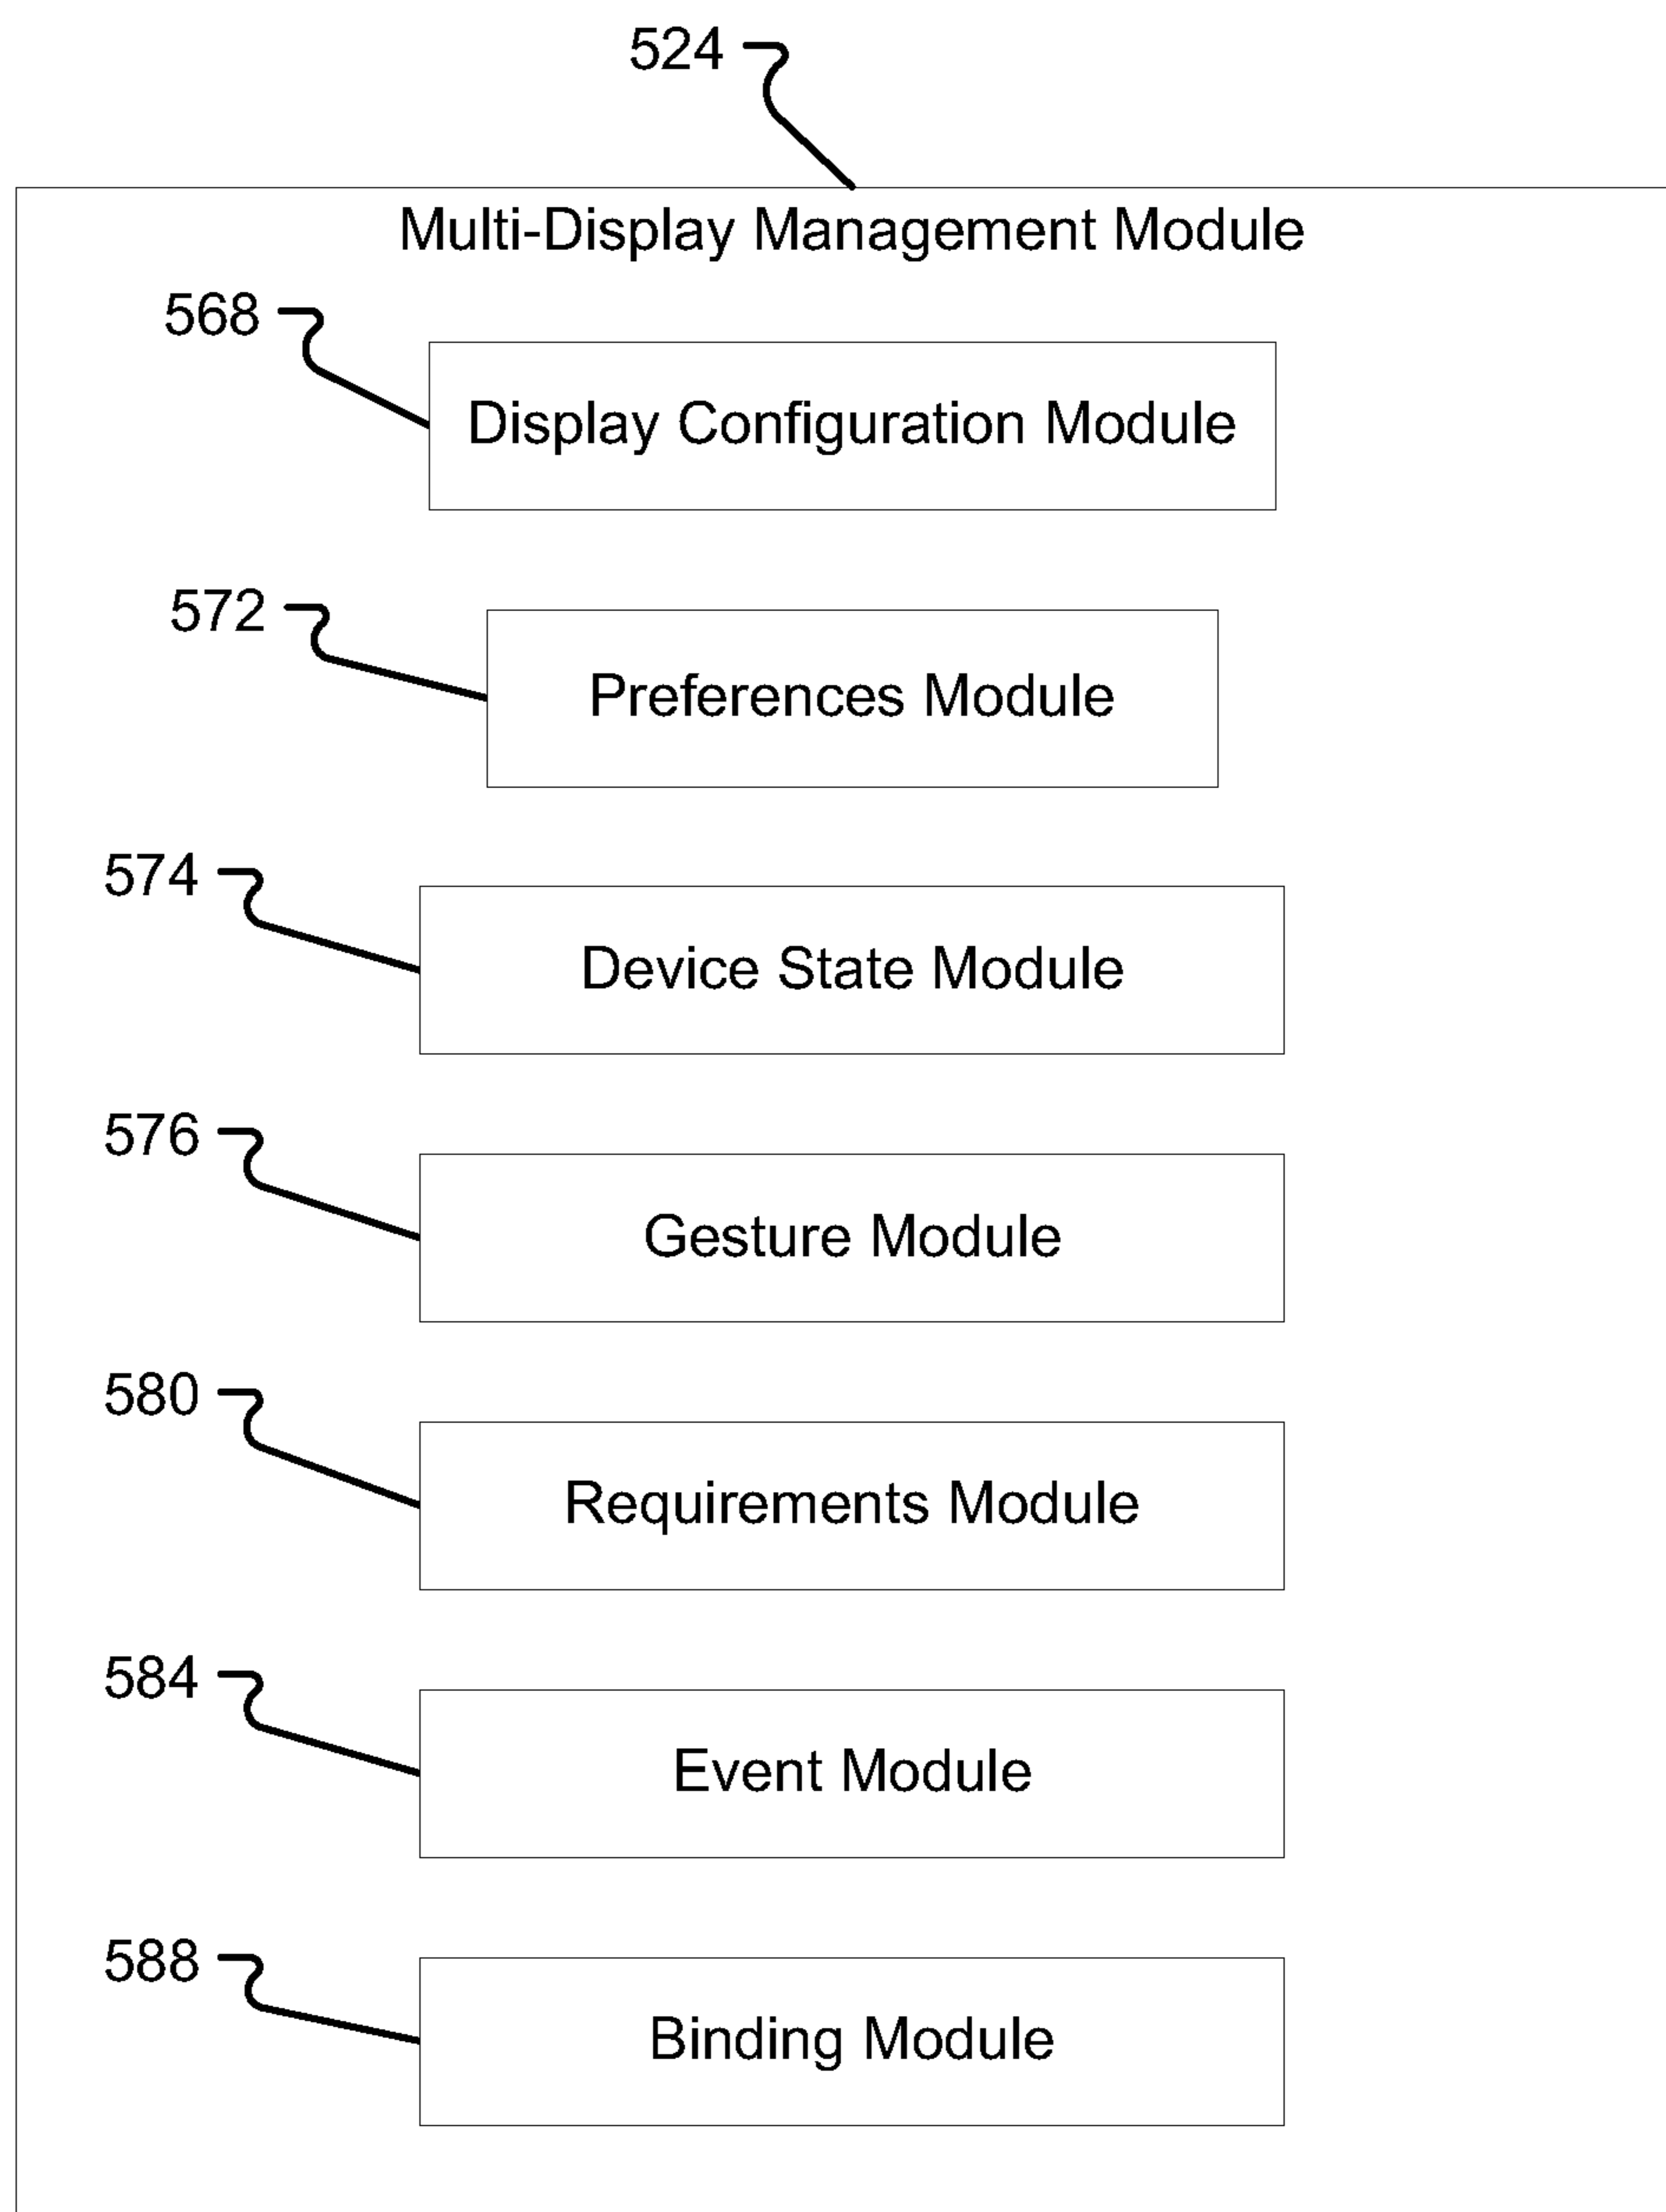 524
Multi-Display Management Module
568
Display Configuration Module
572
Preferences Module
574
Device State Module
576
Gesture Module
580
Requirements Module
584
Event Module
588
Binding Module